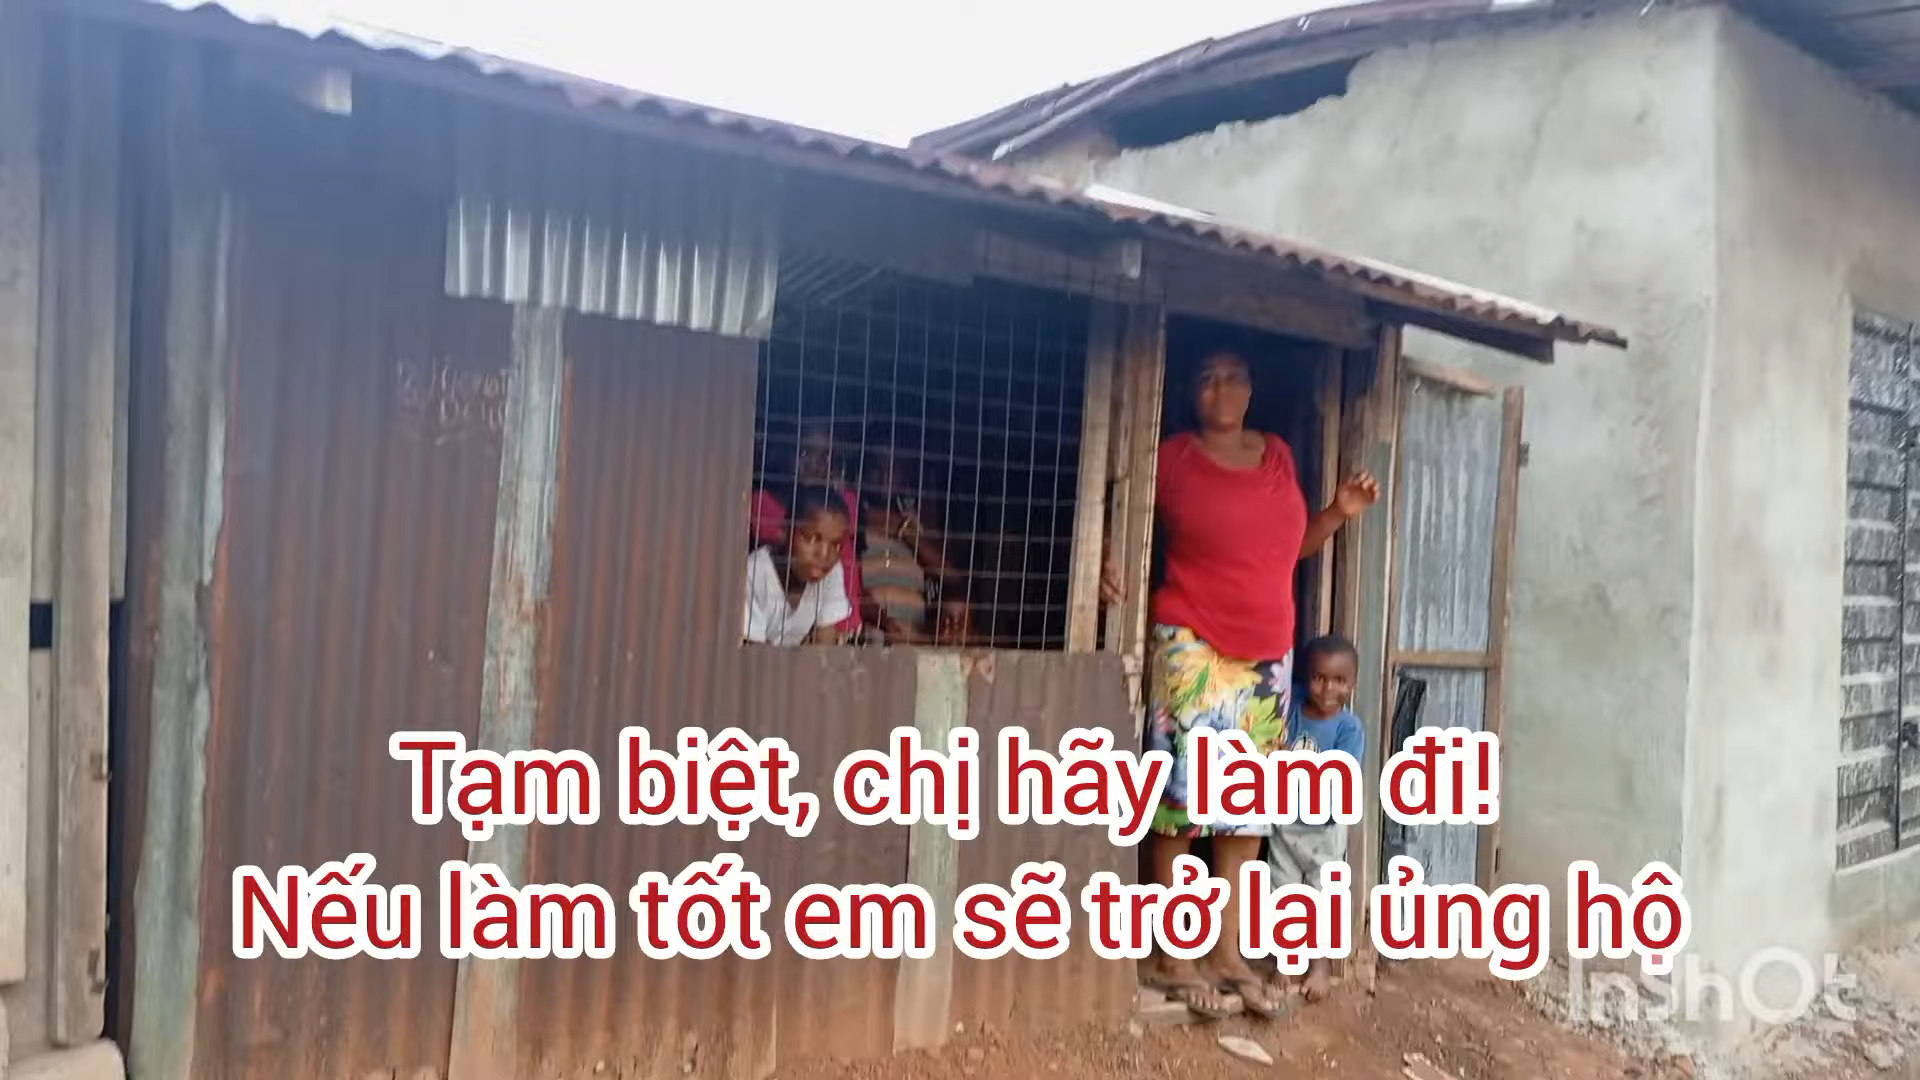 Tạm biệt, chị hãy làm đi!
Nếu làm tốt em sẽ trở lại ủng hộ
InShOt